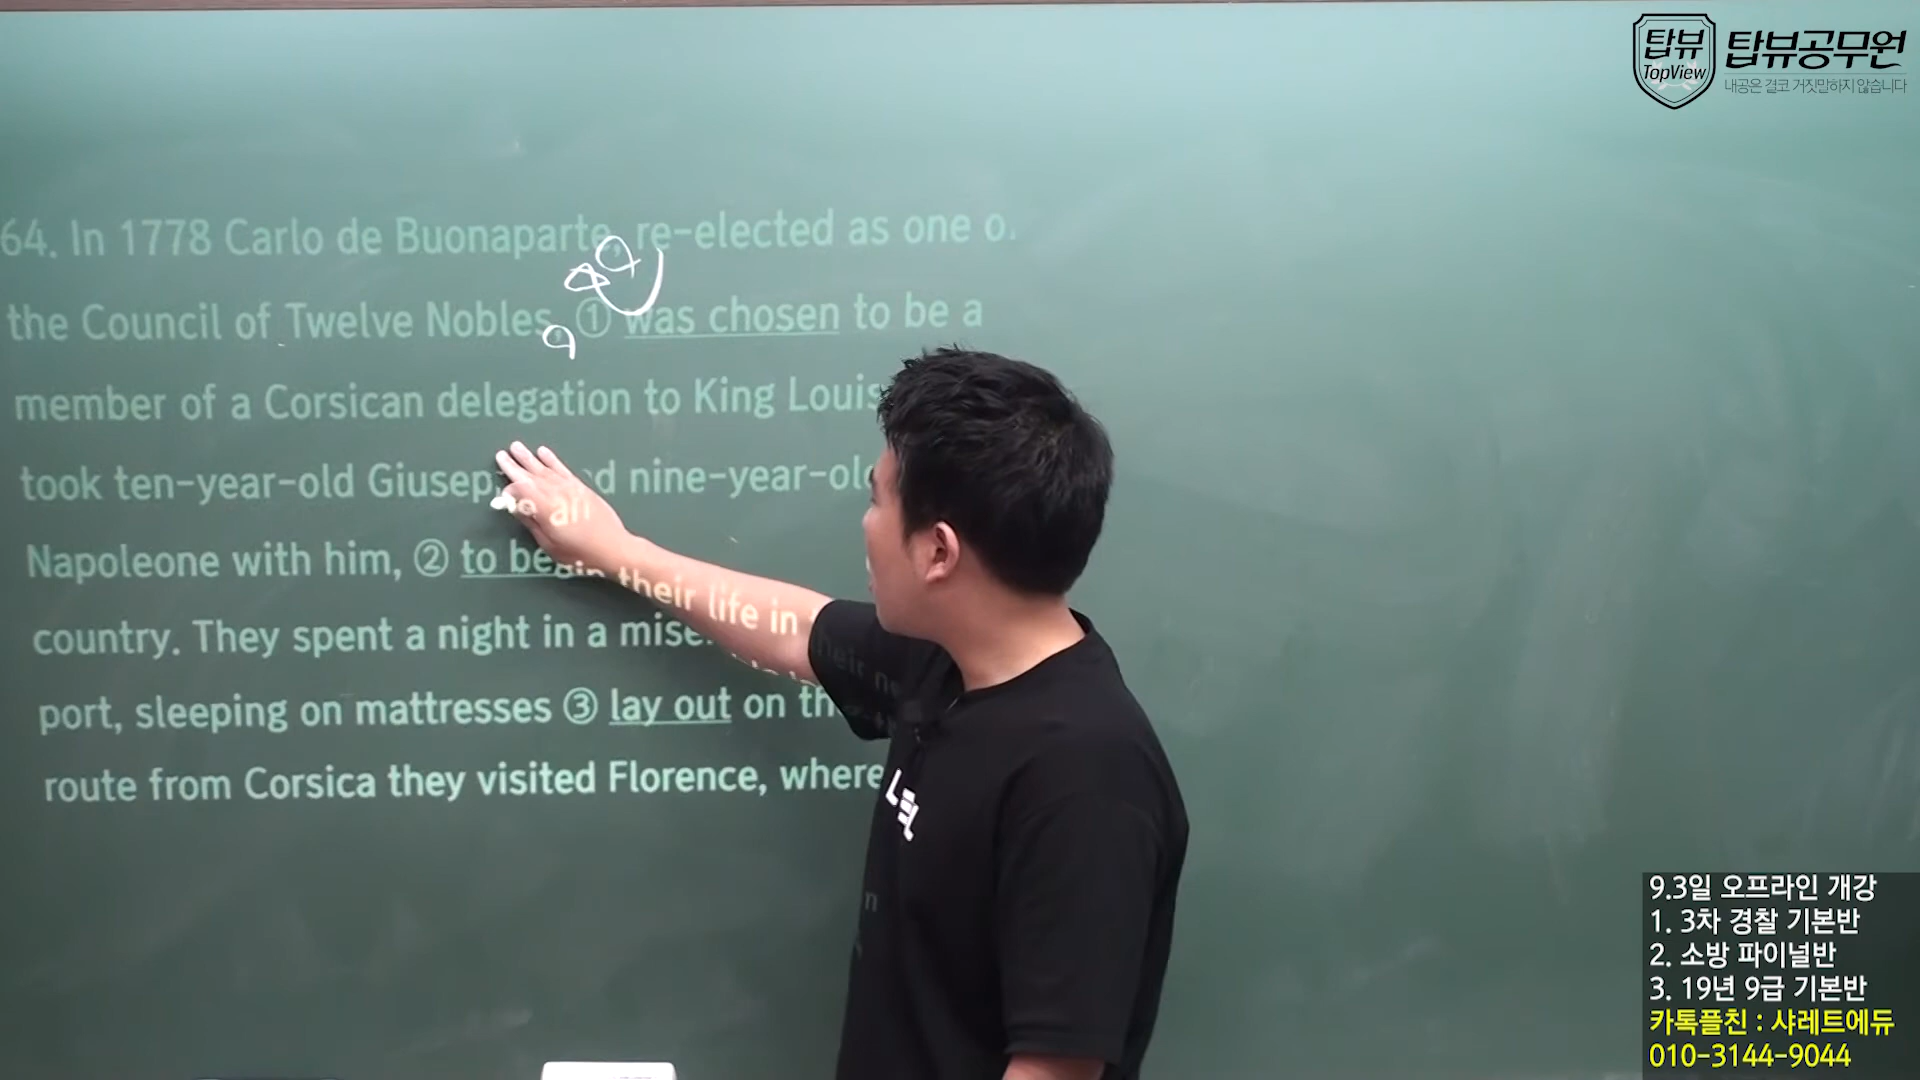 탑뷰
TopView
탑뷰공무원
내공은 결코 거짓말하지 않습니다
64. In 1778 Carlo de Buonaparte, re-elected as one
the Council of Twelve Nobles, ① was chosen to be a
member of a Corsican delegation to King Louis
took ten-year-old nine-year-old
Napoleone with him, ② to begin their life in
country. They spent a night in a
port, sleeping on mattresses ③ lay out on
route from Corsica they visited Florence, where
9.3일 오프라인 개강
1. 3차 경찰 기본반
2. 소방 파이널반
3. 19년 9급 기본반
카톡플친 : 샤레트에듀
010-3144-9044